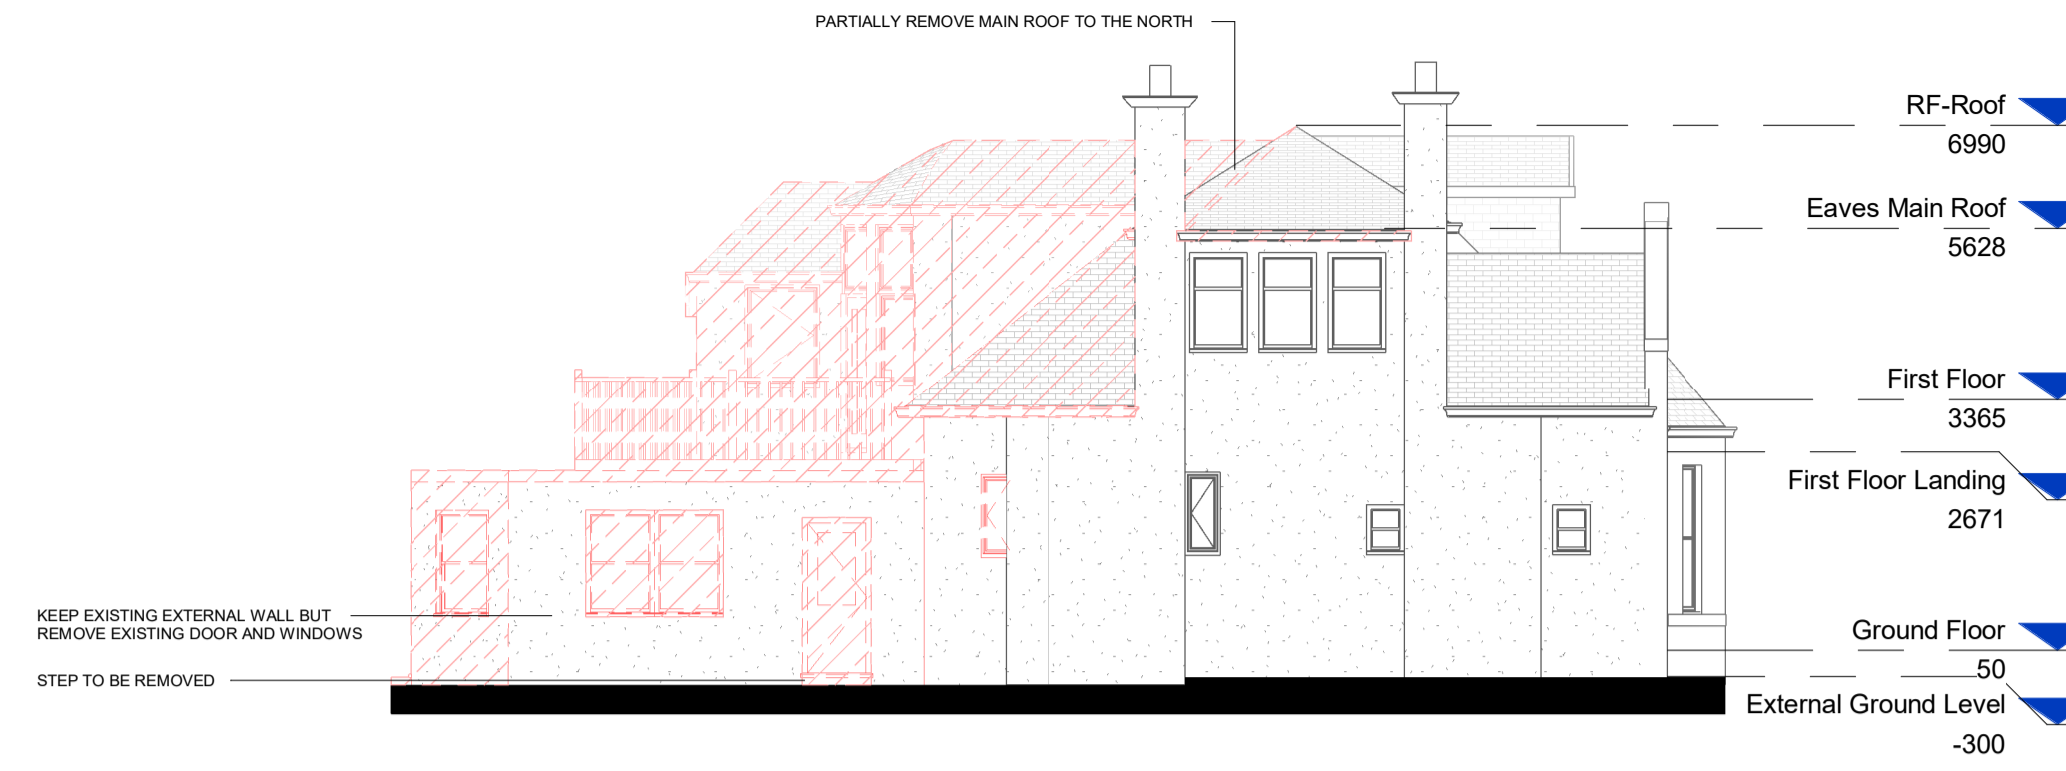 PARTIALLY REMOVE MAIN ROOF TO THE NORTH
RF-Roof
6990
Eaves Main Roof
5628
First Floor
3365
First Floor Landing
2671
KEEP EXISTING EXTERNAL WALL BUT
REMOVE EXISTING DOOR AND WINDOWS
STEP TO BE REMOVED
Ground Floor
50
External Ground Level
-300